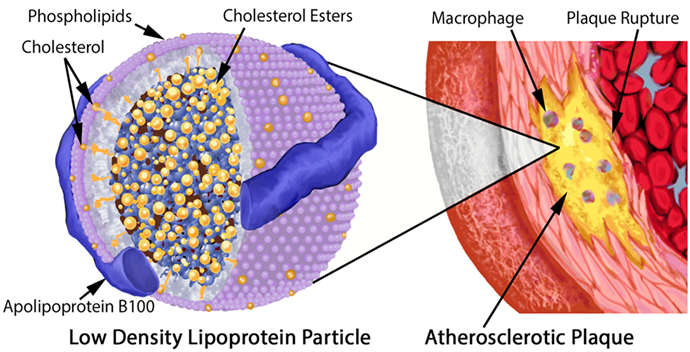 Phospholipids
Cholesterol Esters
Cholesterol
Macrophage
Plaque Rupture
Apolipoprotein B100
Low Density Lipoprotein Particle
Atherosclerotic Plaque